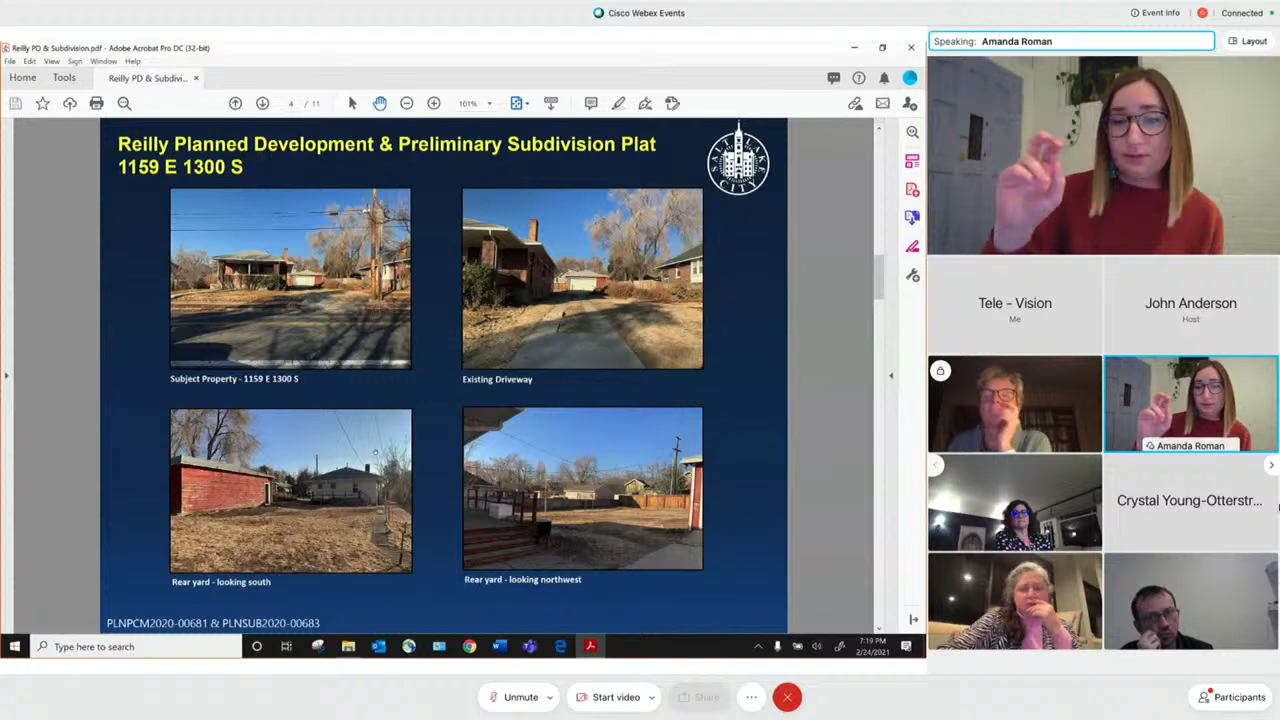 Cisco Webex Events
Event Info
Connected
Reilly PD & Subdivision.pdf - Adobe Acrobat Pro DC (32-bit)
File Edit View Sign Window Help
Home Tools Reilly PD & Subdivi... ×
4 / 11 101%
Reilly Planned Development & Preliminary Subdivision Plat
1159 E 1300 S
SALT LAKE CITY
Subject Property - 1159 E 1300 S
Existing Driveway
Rear yard - looking south
Rear yard - looking northwest
PLNPCM2020-00681 & PLNSUB2020-00683
Type here to search
7:19 PM
2/24/2021
Speaking: Amanda Roman
Layout
Tele - Vision
Me
John Anderson
Host
Amanda Roman
Crystal Young-Otterstr...
Unmute
Start video
Share
Participants